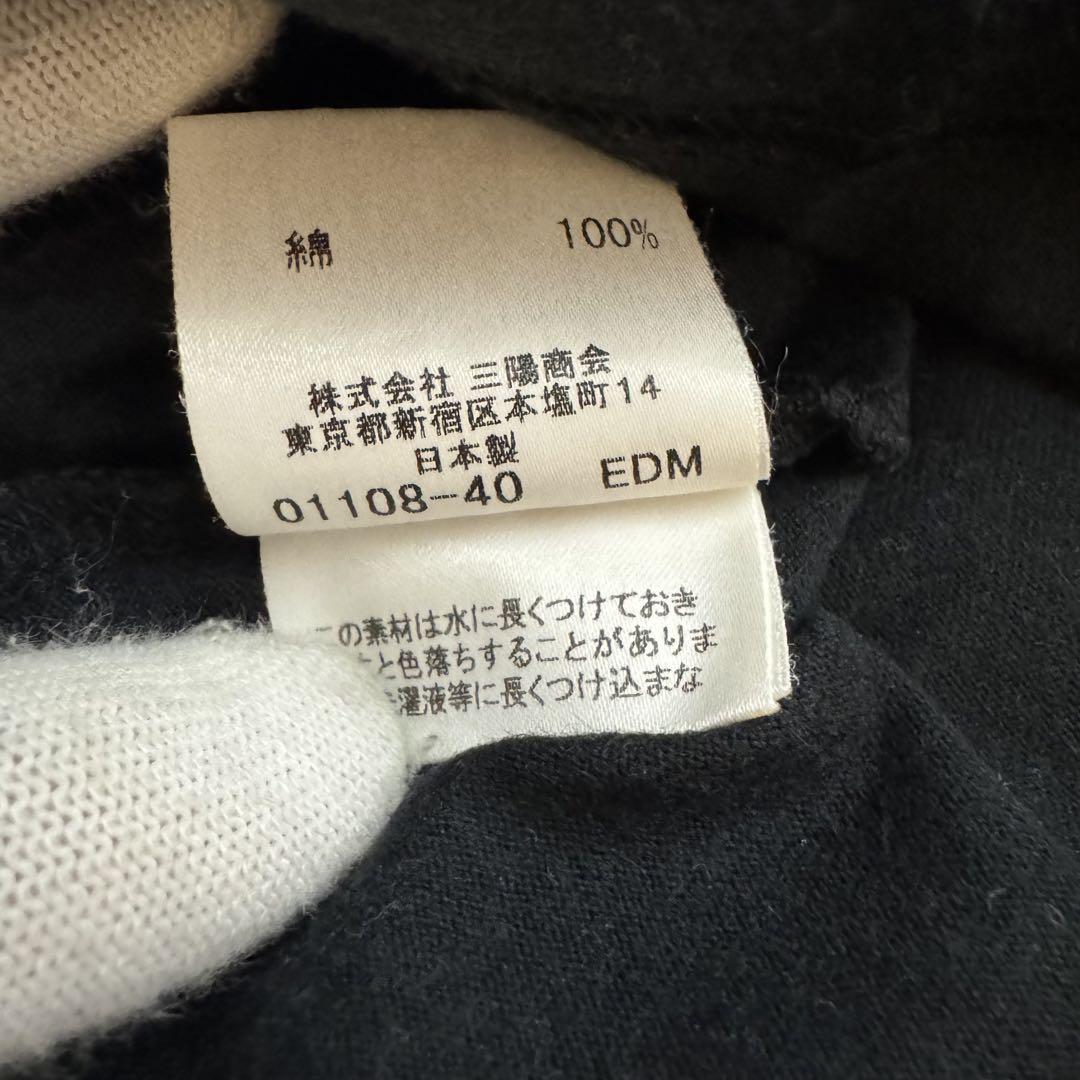 綿 100%
株式会社 三陽商会
東京都新宿区本塩町14
日本製
01108-40 EDM
この素材は水に長くつけておき
と色落ちすることがありま
濯液等に長くつけ込まな